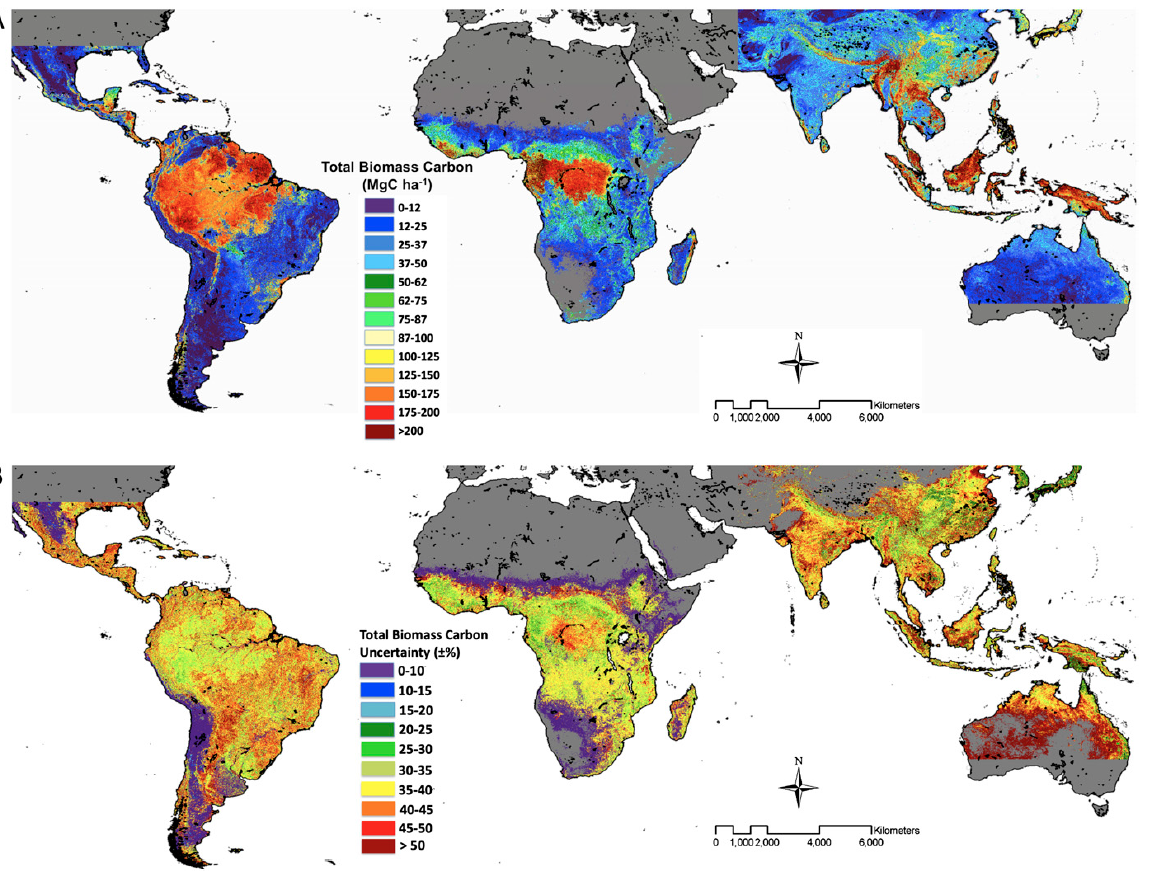 A
Total Biomass Carbon
(MgC ha⁻¹)
0-12
12-25
25-37
37-50
50-62
62-75
75-87
87-100
100-125
125-150
150-175
175-200
>200
N
0 1,000 2,000 4,000 6,000 Kilometers
B
Total Biomass Carbon
Uncertainty (±%)
0-10
10-15
15-20
20-25
25-30
30-35
35-40
40-45
45-50
> 50
N
0 1,000 2,000 4,000 6,000 Kilometers